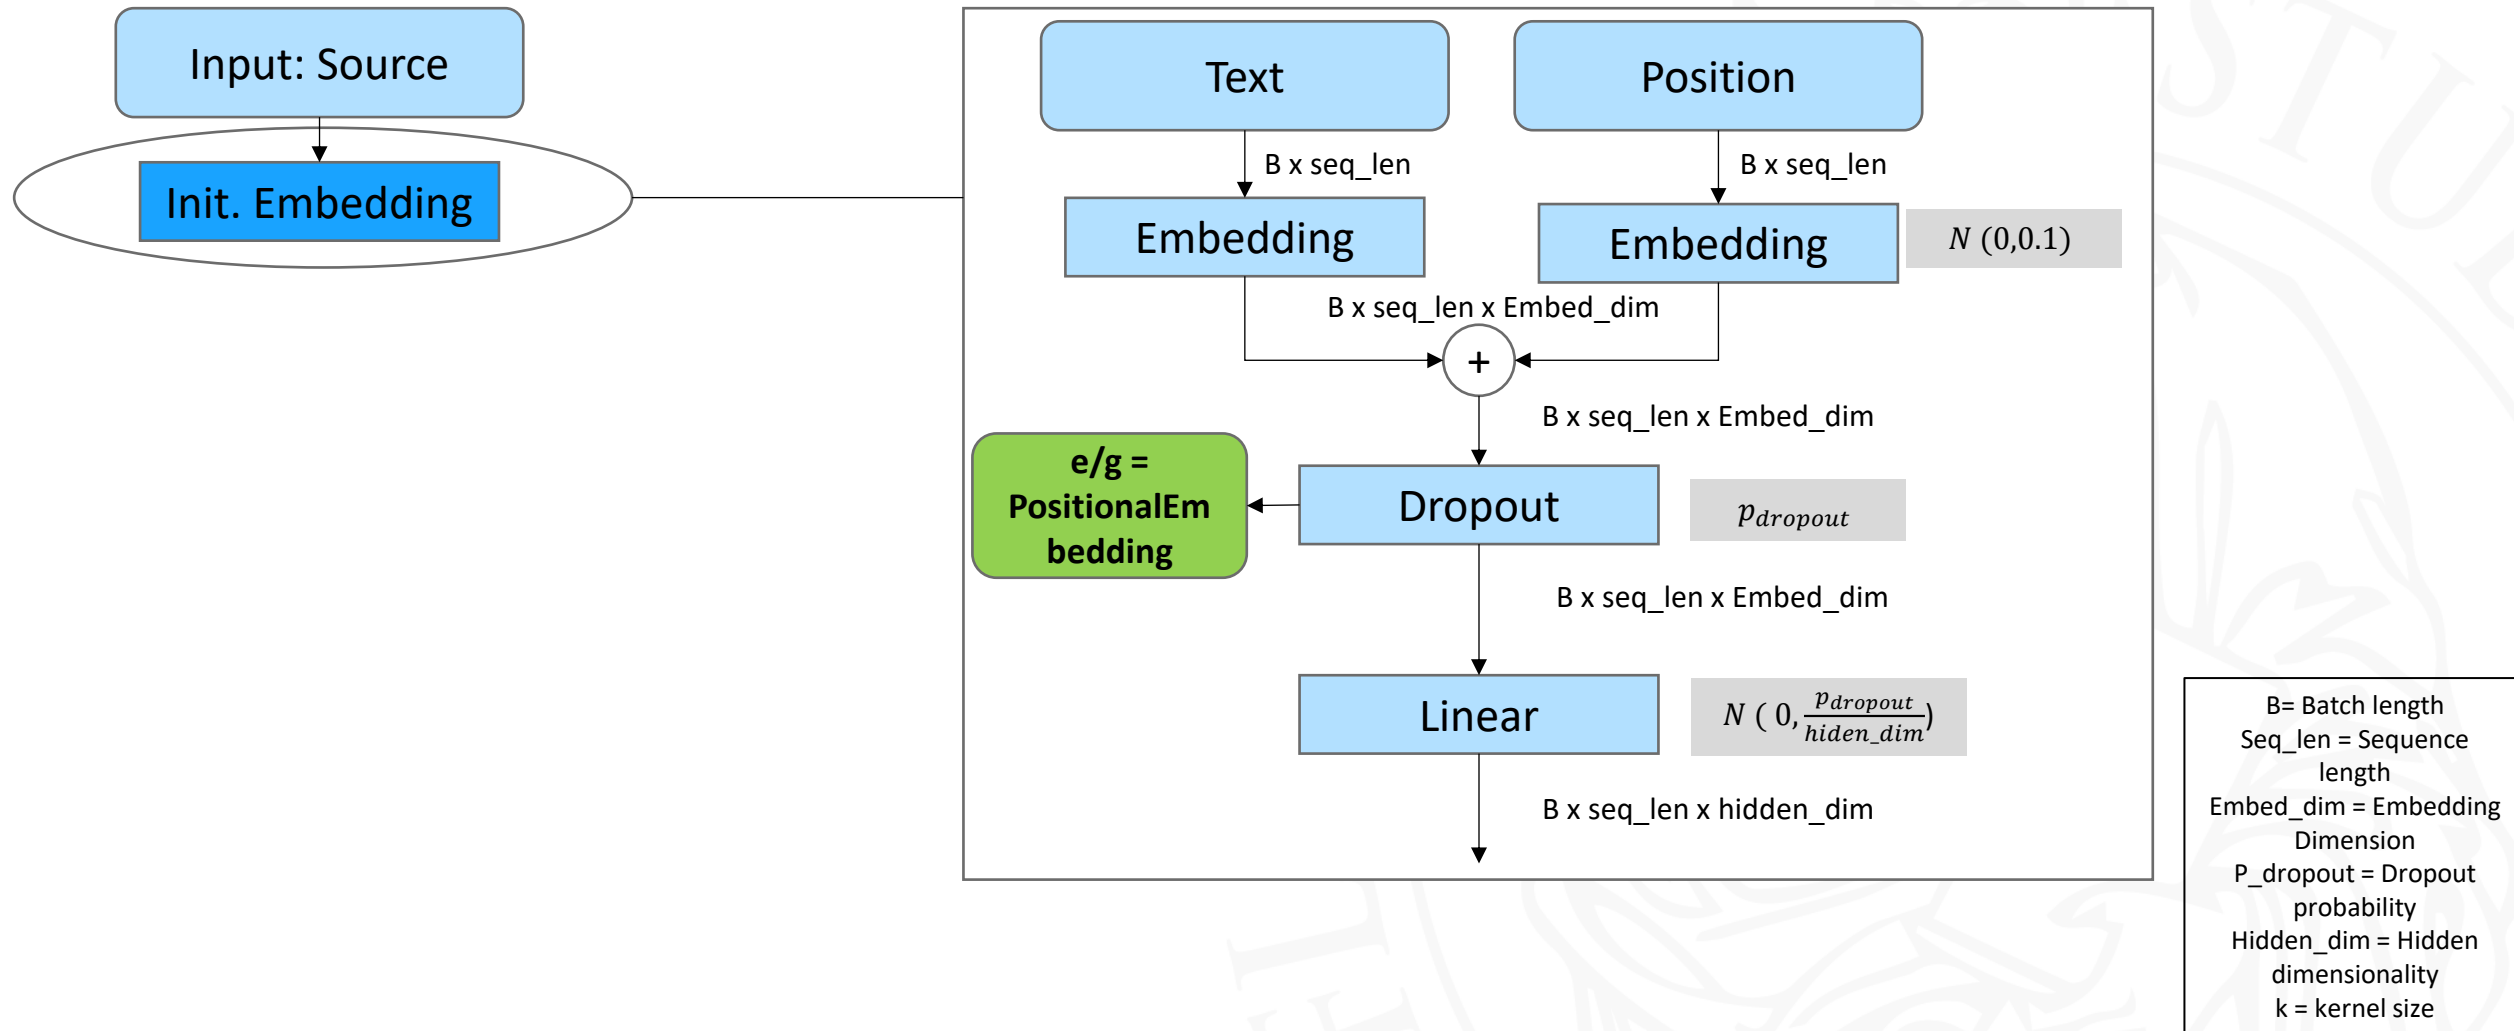 Input: Source
Init. Embedding
Text
Position
B x seq_len
B x seq_len
Embedding
Embedding
N (0,0.1)
B x seq_len x Embed_dim
+
B x seq_len x Embed_dim
e/g =
PositionalEm
bedding
Dropout
p_dropout
B x seq_len x Embed_dim
Linear
N ( 0, p_dropout / hiden_dim)
B x seq_len x hidden_dim
B= Batch length
Seq_len = Sequence
length
Embed_dim = Embedding
Dimension
P_dropout = Dropout
probability
Hidden_dim = Hidden
dimensionality
k = kernel size